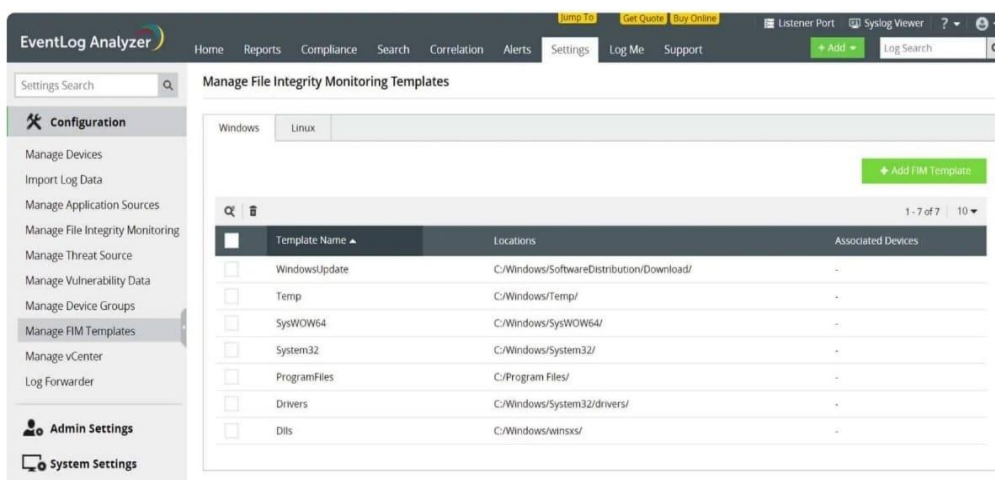 Jump To Get Quote Buy Online Listener Port Syslog Viewer ?
EventLog Analyzer
Home Reports Compliance Search Correlation Alerts Settings Log Me Support + Add Log Search
Settings Search
Manage File Integrity Monitoring Templates
Configuration
Windows Linux
Manage Devices
Import Log Data
Manage Application Sources
Manage File Integrity Monitoring
Manage Threat Source
Manage Vulnerability Data
Manage Device Groups
Manage FIM Templates
Manage vCenter
Log Forwarder
Admin Settings
System Settings
+ Add FIM Template
1 - 7 of 7 10
Template Name Locations Associated Devices
WindowsUpdate C:/Windows/SoftwareDistribution/Download/ -
Temp C:/Windows/Temp/ -
SysWOW64 C:/Windows/SysWOW64/ -
System32 C:/Windows/System32/ -
ProgramFiles C:/Program Files/ -
Drivers C:/Windows/System32/drivers/ -
Dlls C:/Windows/winsxs/ -